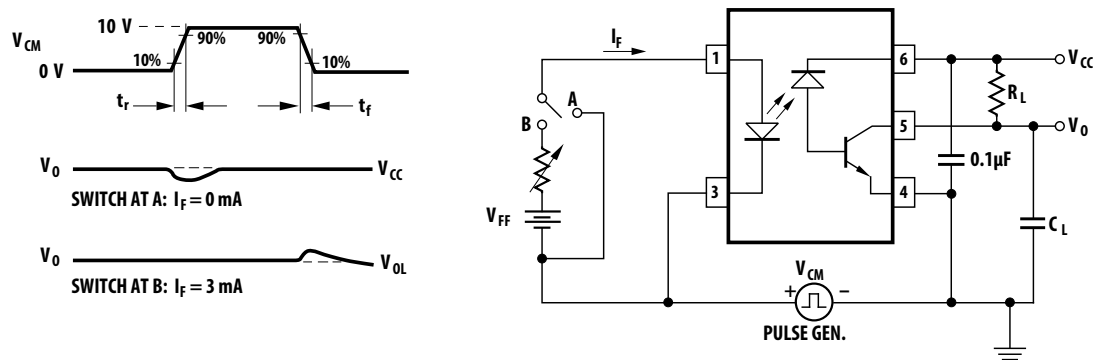 10 V
V_CM
90%
90%
10%
10%
0 V
t_r
t_f
V_O
V_CC
SWITCH AT A: I_F = 0 mA
V_O
V_OL
SWITCH AT B: I_F = 3 mA
I_F
1
6
V_CC
A
R_L
B
5
V_O
0.1µF
3
4
V_FF
C_L
V_CM
+
–
PULSE GEN.